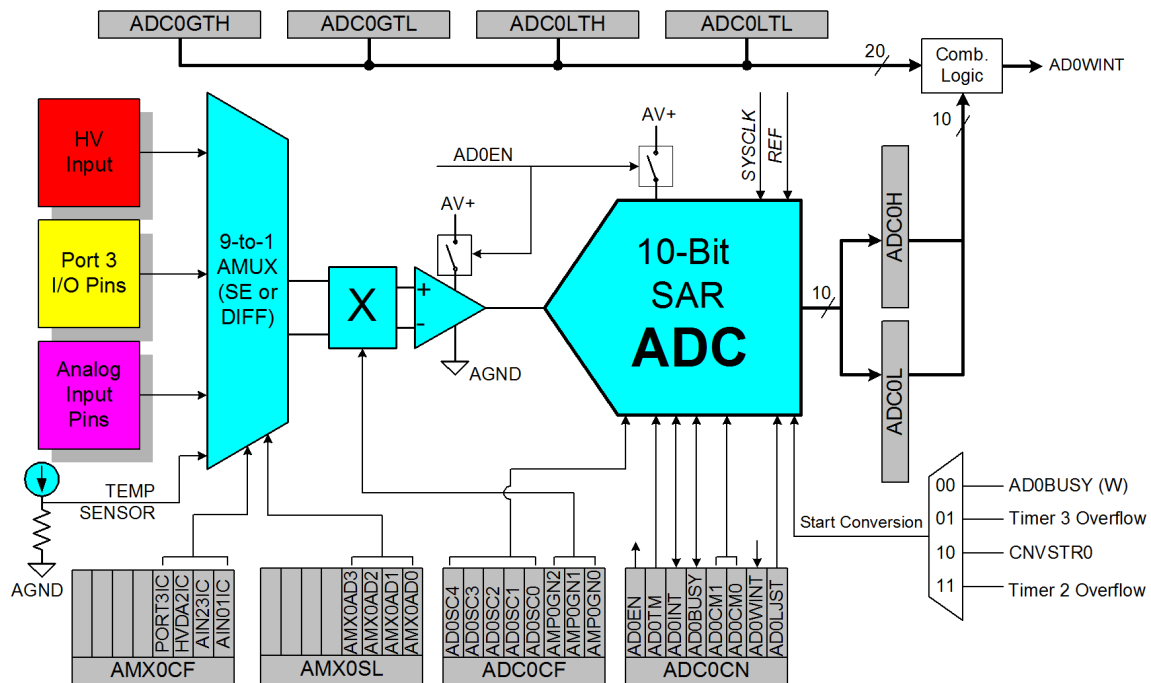 ADC0GTH
ADC0GTL
ADC0LTH
ADC0LTL
20
Comb.
Logic
AD0WINT
10
HV
Input
Port 3
I/O Pins
Analog
Input
Pins
9-to-1
AMUX
(SE or
DIFF)
AV+
AD0EN
AV+
SYSCLK
REF
X
+
-
AGND
10-Bit
SAR
ADC
10
ADC0H
ADC0L
TEMP
SENSOR
AGND
Start Conversion
00
AD0BUSY (W)
01
Timer 3 Overflow
10
CNVSTR0
11
Timer 2 Overflow
PORT3IC
HVDA2IC
AIN23IC
AIN01IC
AMX0CF
AMX0AD3
AMX0AD2
AMX0AD1
AMX0AD0
AMX0SL
AD0SC4
AD0SC3
AD0SC2
AD0SC1
AD0SC0
AMP0GN2
AMP0GN1
AMP0GN0
ADC0CF
AD0EN
AD0TM
AD0INT
AD0BUSY
AD0CM1
AD0CM0
AD0WINT
AD0LJST
ADC0CN